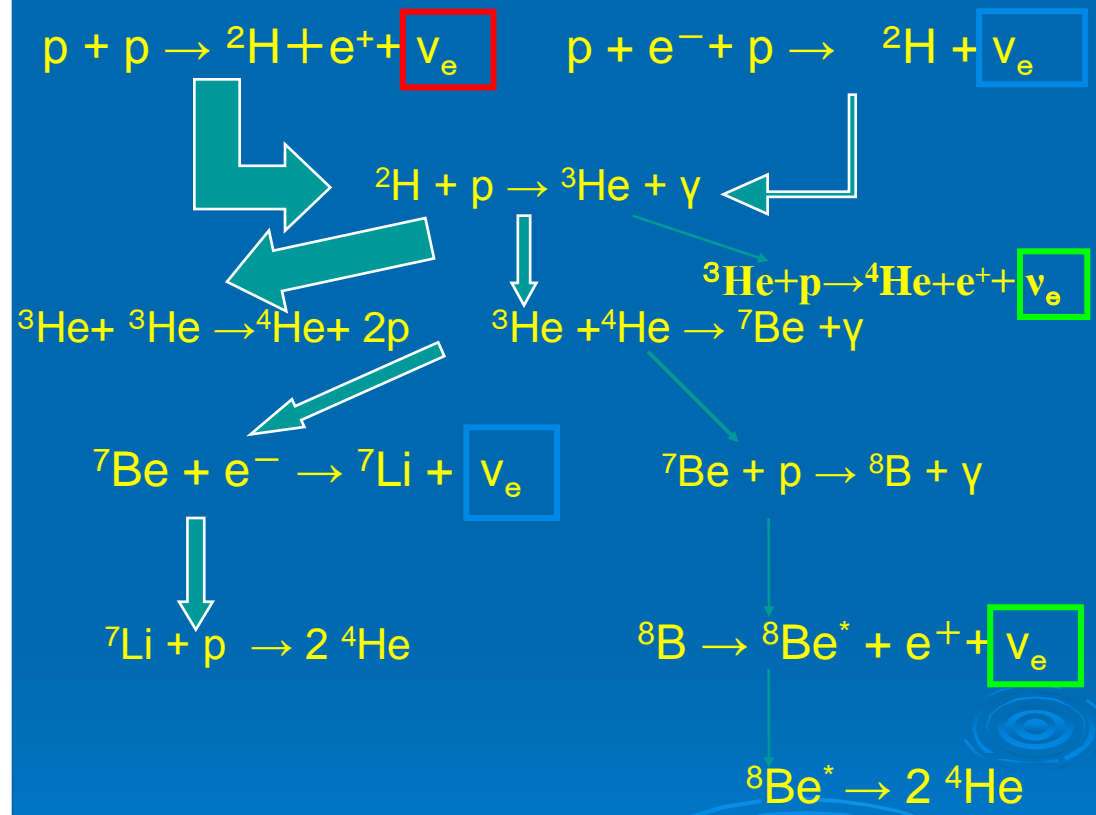 p + p → ²H + e⁺ + νₑ
p + e⁻ + p → ²H + νₑ
²H + p → ³He + γ
³He+p→⁴He+e⁺+ νₑ
³He+ ³He →⁴He+ 2p
³He +⁴He → ⁷Be +γ
⁷Be + e⁻ → ⁷Li + νₑ
⁷Be + p → ⁸B + γ
⁷Li + p → 2 ⁴He
⁸B → ⁸Be* + e⁺ + νₑ
⁸Be* → 2 ⁴He